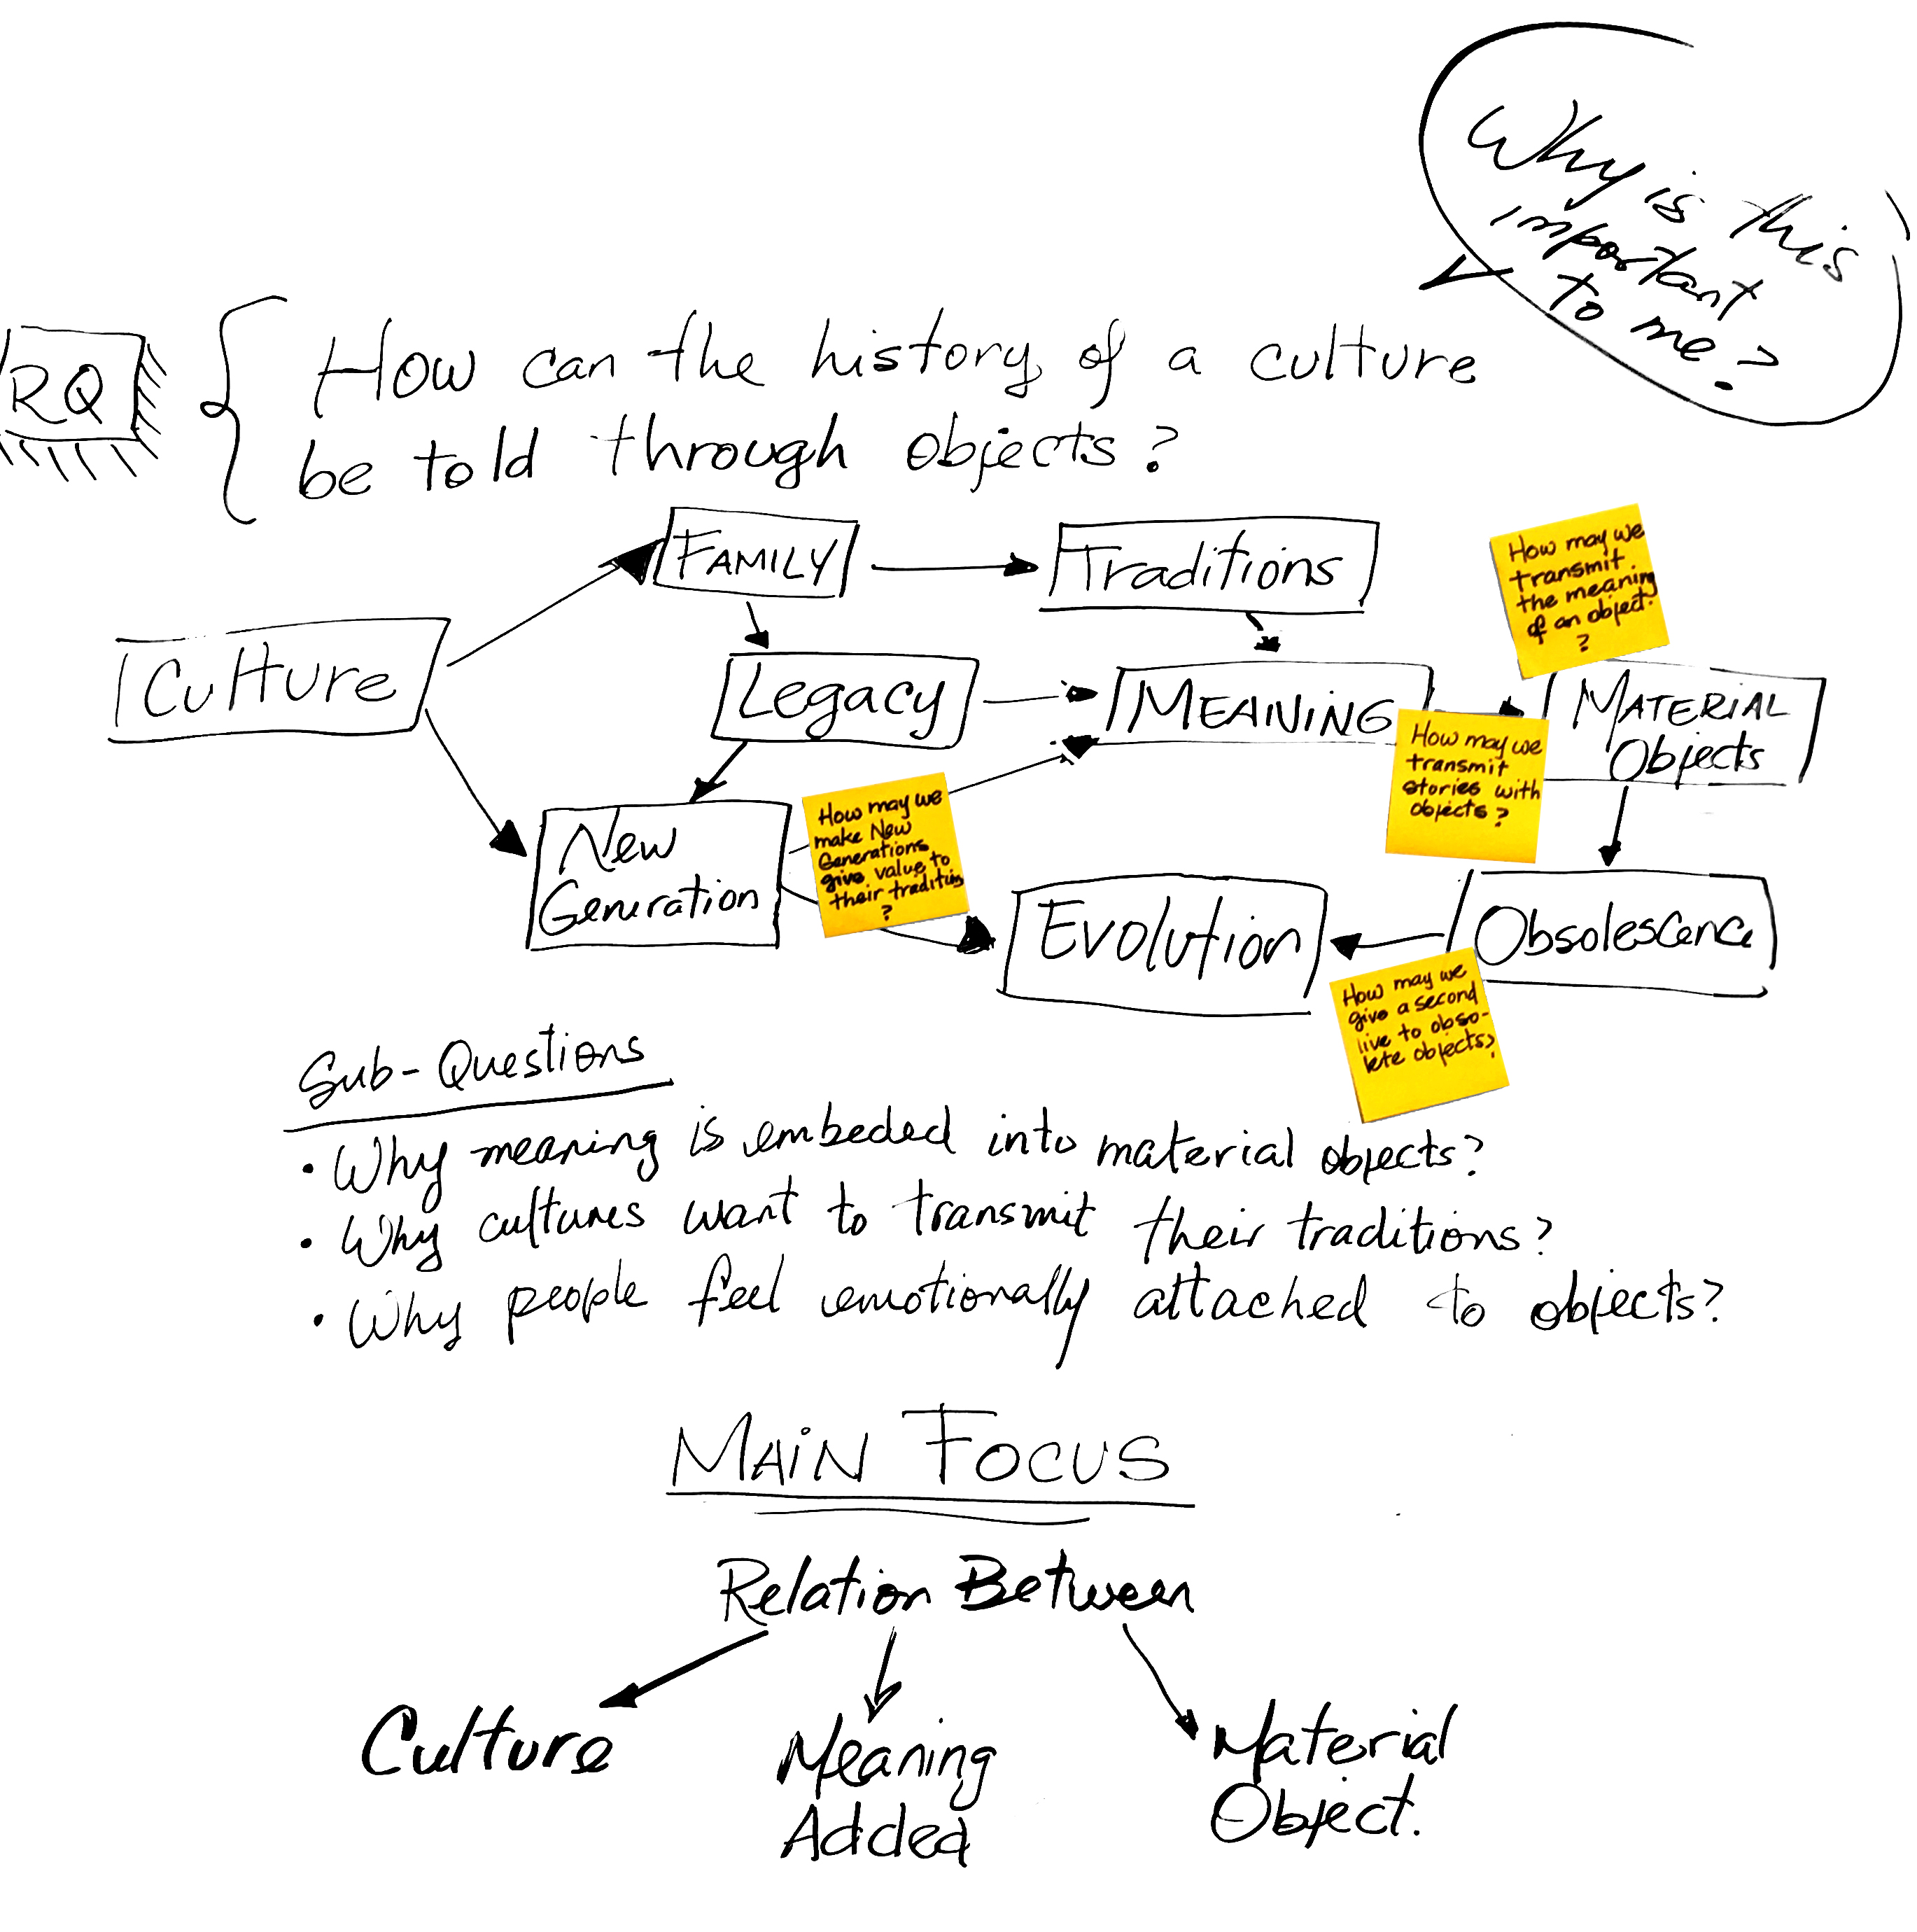 Why is this
important
to me?
RQ
How can the history of a culture
be told through objects?
FAMILY
Traditions
How may we
transmit
the meaning
of an object.
?
Culture
Legacy
MEANING
MATERIAL
Objects
How may we
transmit
stories with
objects?
New
Generation
How may we
make New
Generations
give value to
their tradition
?
Evolution
Obsolescence
How may we
give a second
live to obso-
lete objects?
Sub-Questions
• Why meaning is embeded into material objects?
• Why cultures want to transmit their traditions?
• Why people feel emotionally attached to objects?
MAIN FOCUS
Relation Between
Culture
Meaning
Added
Material
Object.